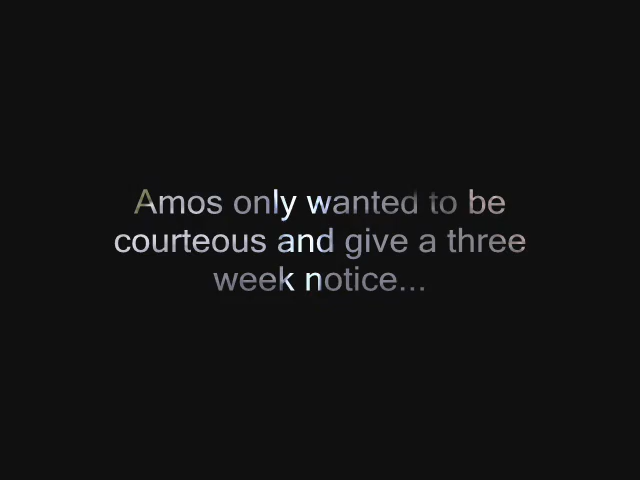 Amos only wanted to be
courteous and give a three
week notice...